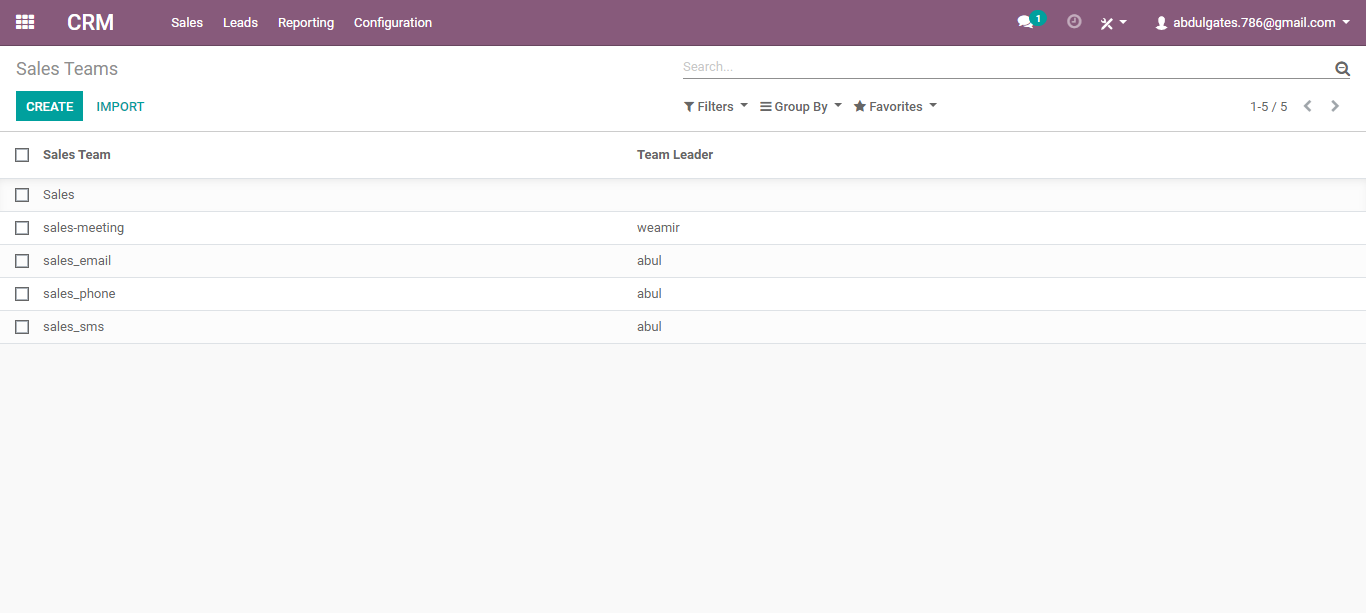 CRM Sales Leads Reporting Configuration 1 abdulgates.786@gmail.com
Sales Teams Search...
CREATE IMPORT Filters Group By Favorites 1-5 / 5
Sales Team Team Leader
Sales
sales-meeting weamir
sales_email abul
sales_phone abul
sales_sms abul